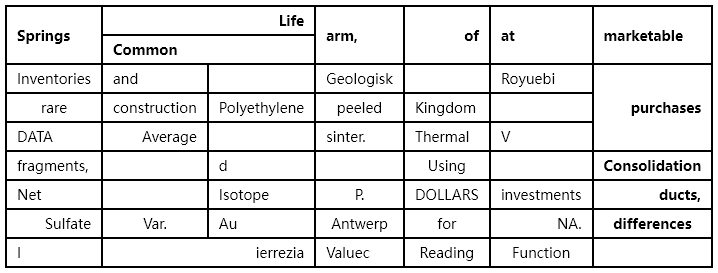 Springs Life arm, of at marketable
Common
Inventories and Geologisk Royuebi
rare construction Polyethylene peeled Kingdom purchases
DATA Average sinter. Thermal V
fragments, d Using Consolidation
Net Isotope P. DOLLARS investments ducts,
Sulfate Var. Au Antwerp for NA. differences
I ierrezia Valuec Reading Function